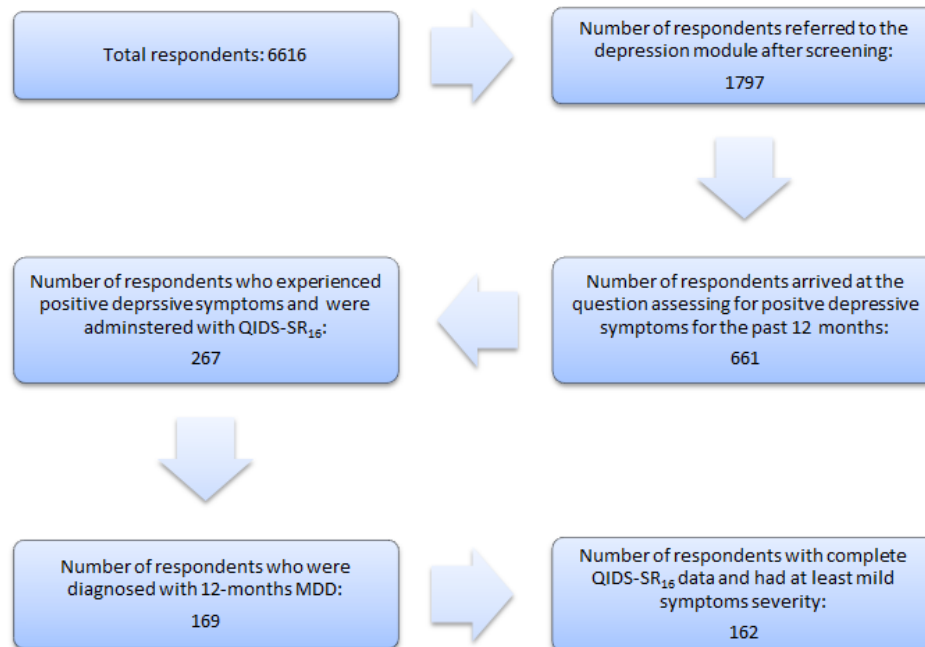 Total respondents: 6616
Number of respondents referred to the
depression module after screening:
1797
Number of respondents arrived at the
question assessing for positve depressive
symptoms for the past 12 months:
661
Number of respondents who experienced
positive deprssive symptoms and were
adminstered with QIDS-SR₁₆:
267
Number of respondents who were
diagnosed with 12-months MDD:
169
Number of respondents with complete
QIDS-SR₁₆ data and had at least mild
symptoms severity:
162